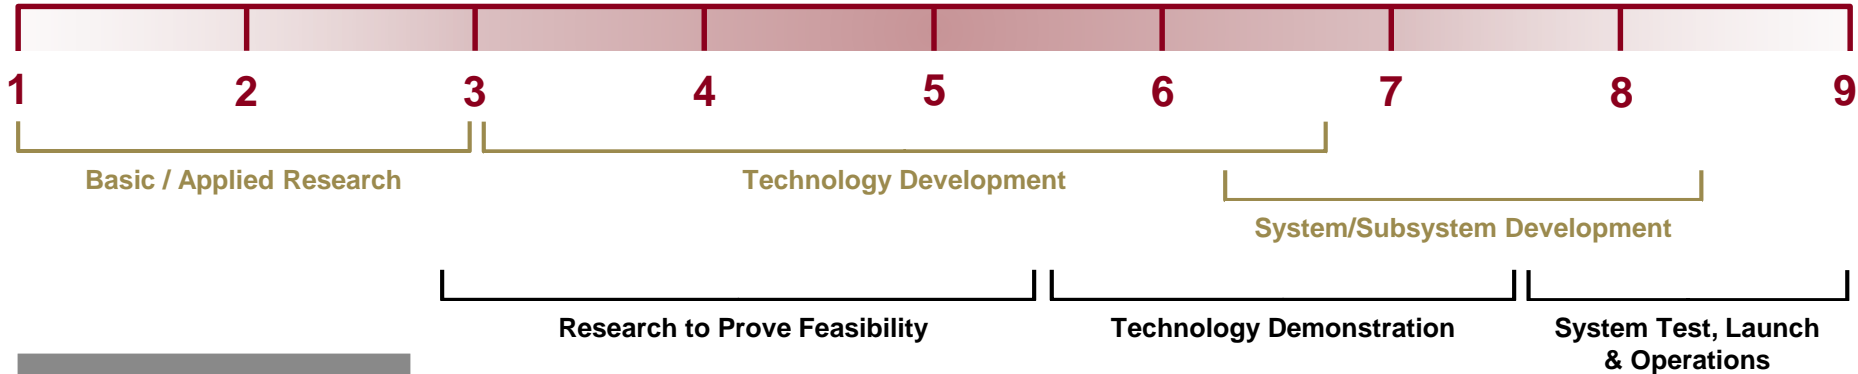 1 2 3 4 5 6 7 8 9
Basic / Applied Research
Technology Development
System/Subsystem Development
Research to Prove Feasibility
Technology Demonstration
System Test, Launch
& Operations